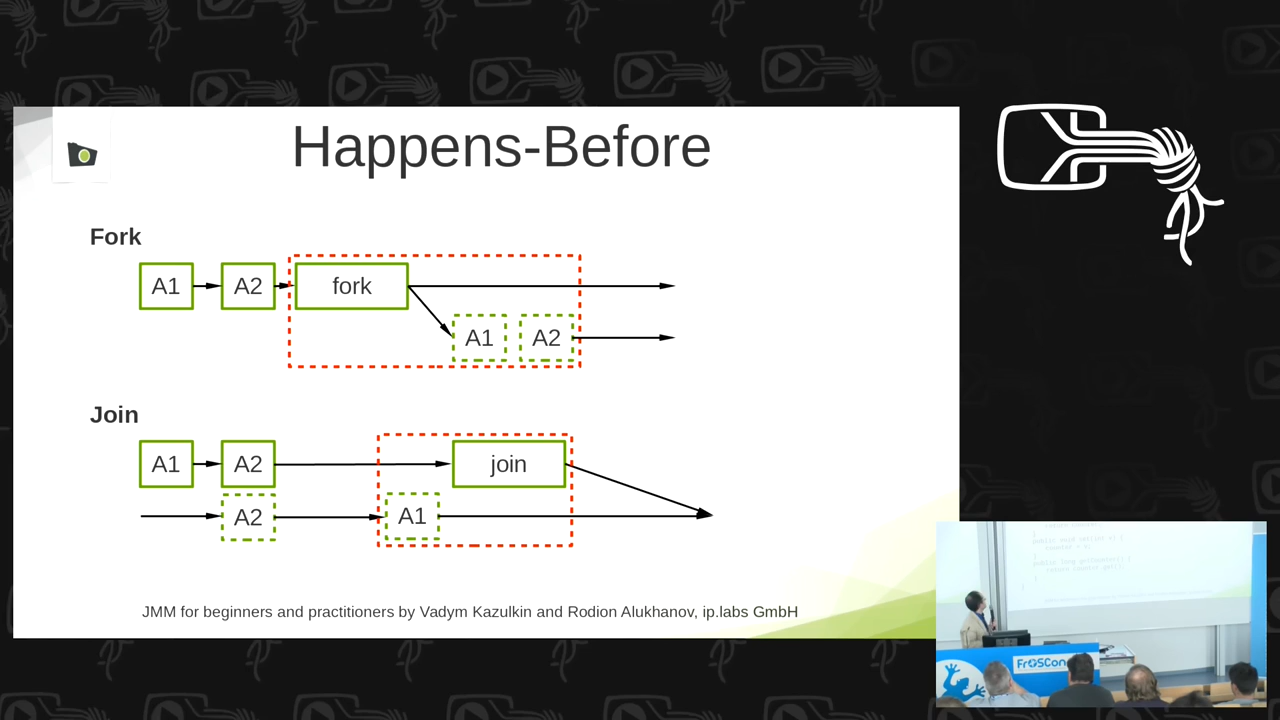 Happens-Before
Fork
A1 A2 fork
A1 A2
Join
A1 A2 join
A2 A1
JMM for beginners and practitioners by Vadym Kazulkin and Rodion Alukhanov, ip.labs GmbH
FrOSCon